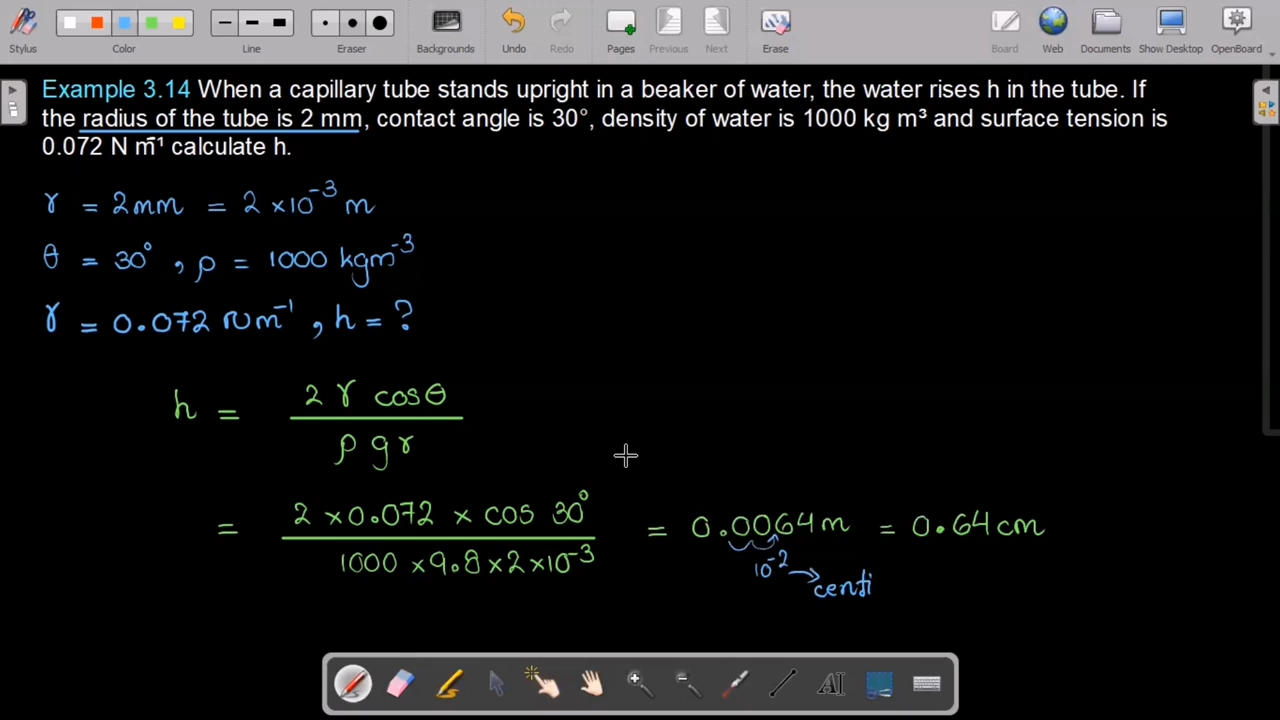 Stylus Color Line Eraser Backgrounds Undo Redo Pages Previous Next Erase Board Web Documents Show Desktop OpenBoard
Example 3.14 When a capillary tube stands upright in a beaker of water, the water rises h in the tube. If
the radius of the tube is 2 mm, contact angle is 30°, density of water is 1000 kg m³ and surface tension is
0.072 N m̄¹ calculate h.
r = 2mm = 2 ×10⁻³ m
θ = 30°, ρ = 1000 kgm⁻³
γ = 0.072 Nm⁻¹, h = ?
h = 2 γ cosθ / ρ g r
= 2 ×0.072 × cos 30° / 1000 ×9.8×2×10⁻³ = 0.0064m = 0.64cm
10⁻² → centi
AI